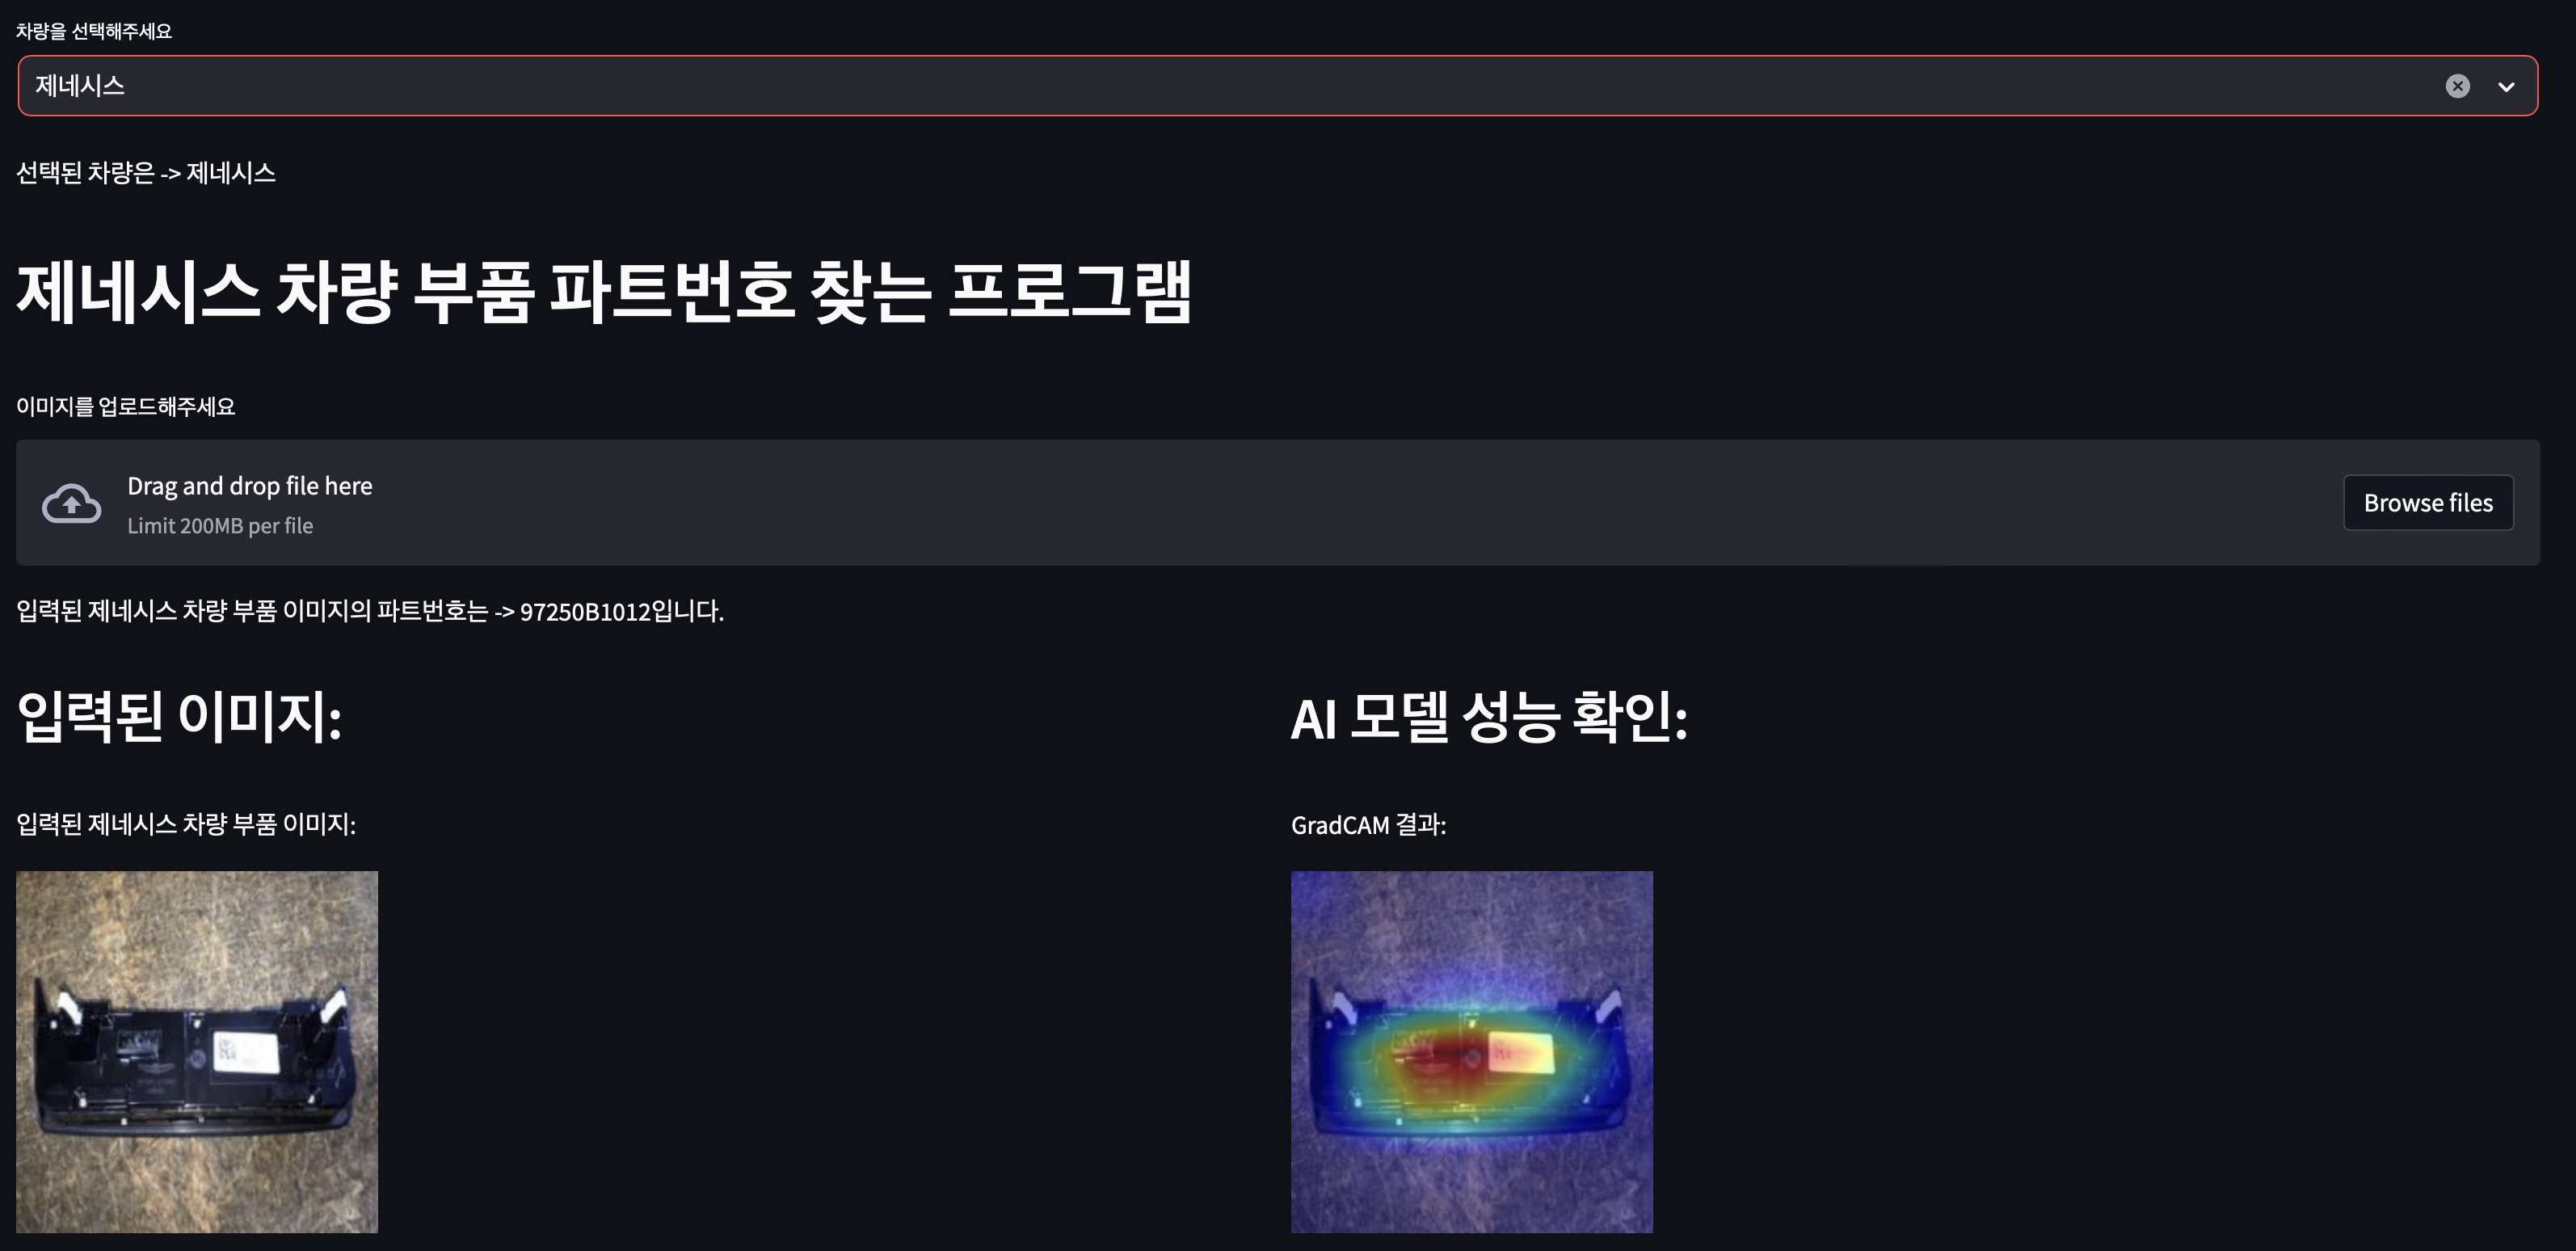 차량을 선택해주세요
제네시스
선택된 차량은 -> 제네시스
제네시스 차량 부품 파트번호 찾는 프로그램
이미지를 업로드해주세요
Drag and drop file here
Limit 200MB per file
Browse files
입력된 제네시스 차량 부품 이미지의 파트번호는 -> 97250B1012입니다.
입력된 이미지:
AI 모델 성능 확인:
입력된 제네시스 차량 부품 이미지:
GradCAM 결과: